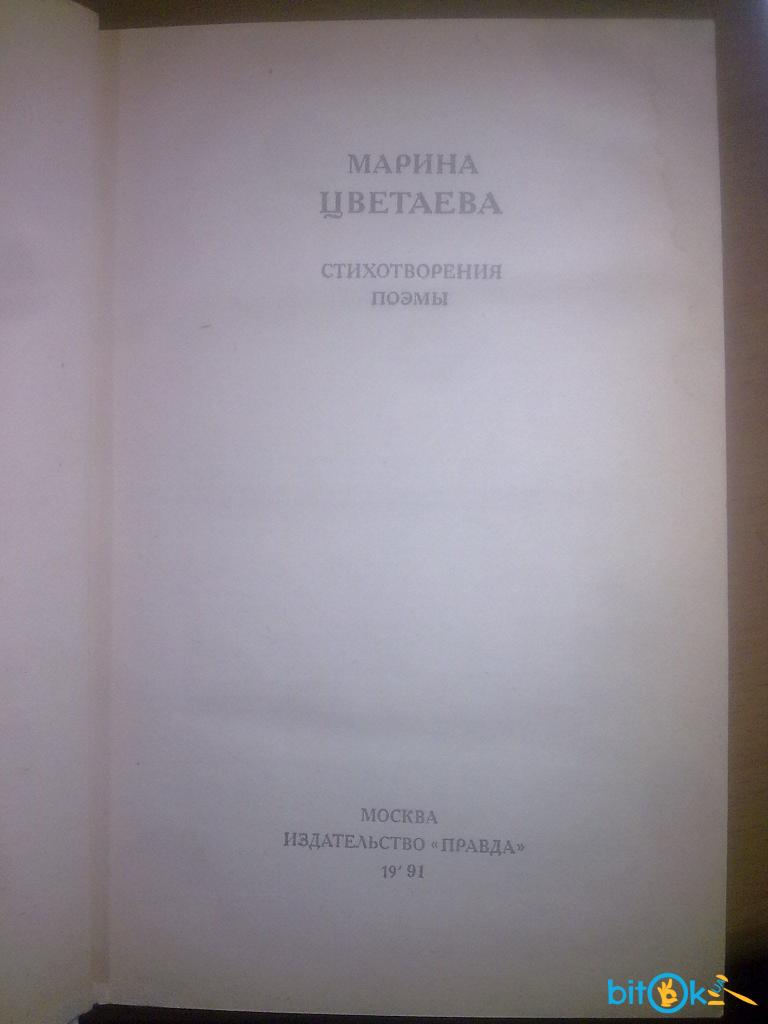 МАРИНА
ЦВЕТАЕВА
СТИХОТВОРЕНИЯ
ПОЭМЫ
МОСКВА
ИЗДАТЕЛЬСТВО «ПРАВДА»
19' 91
bitOk